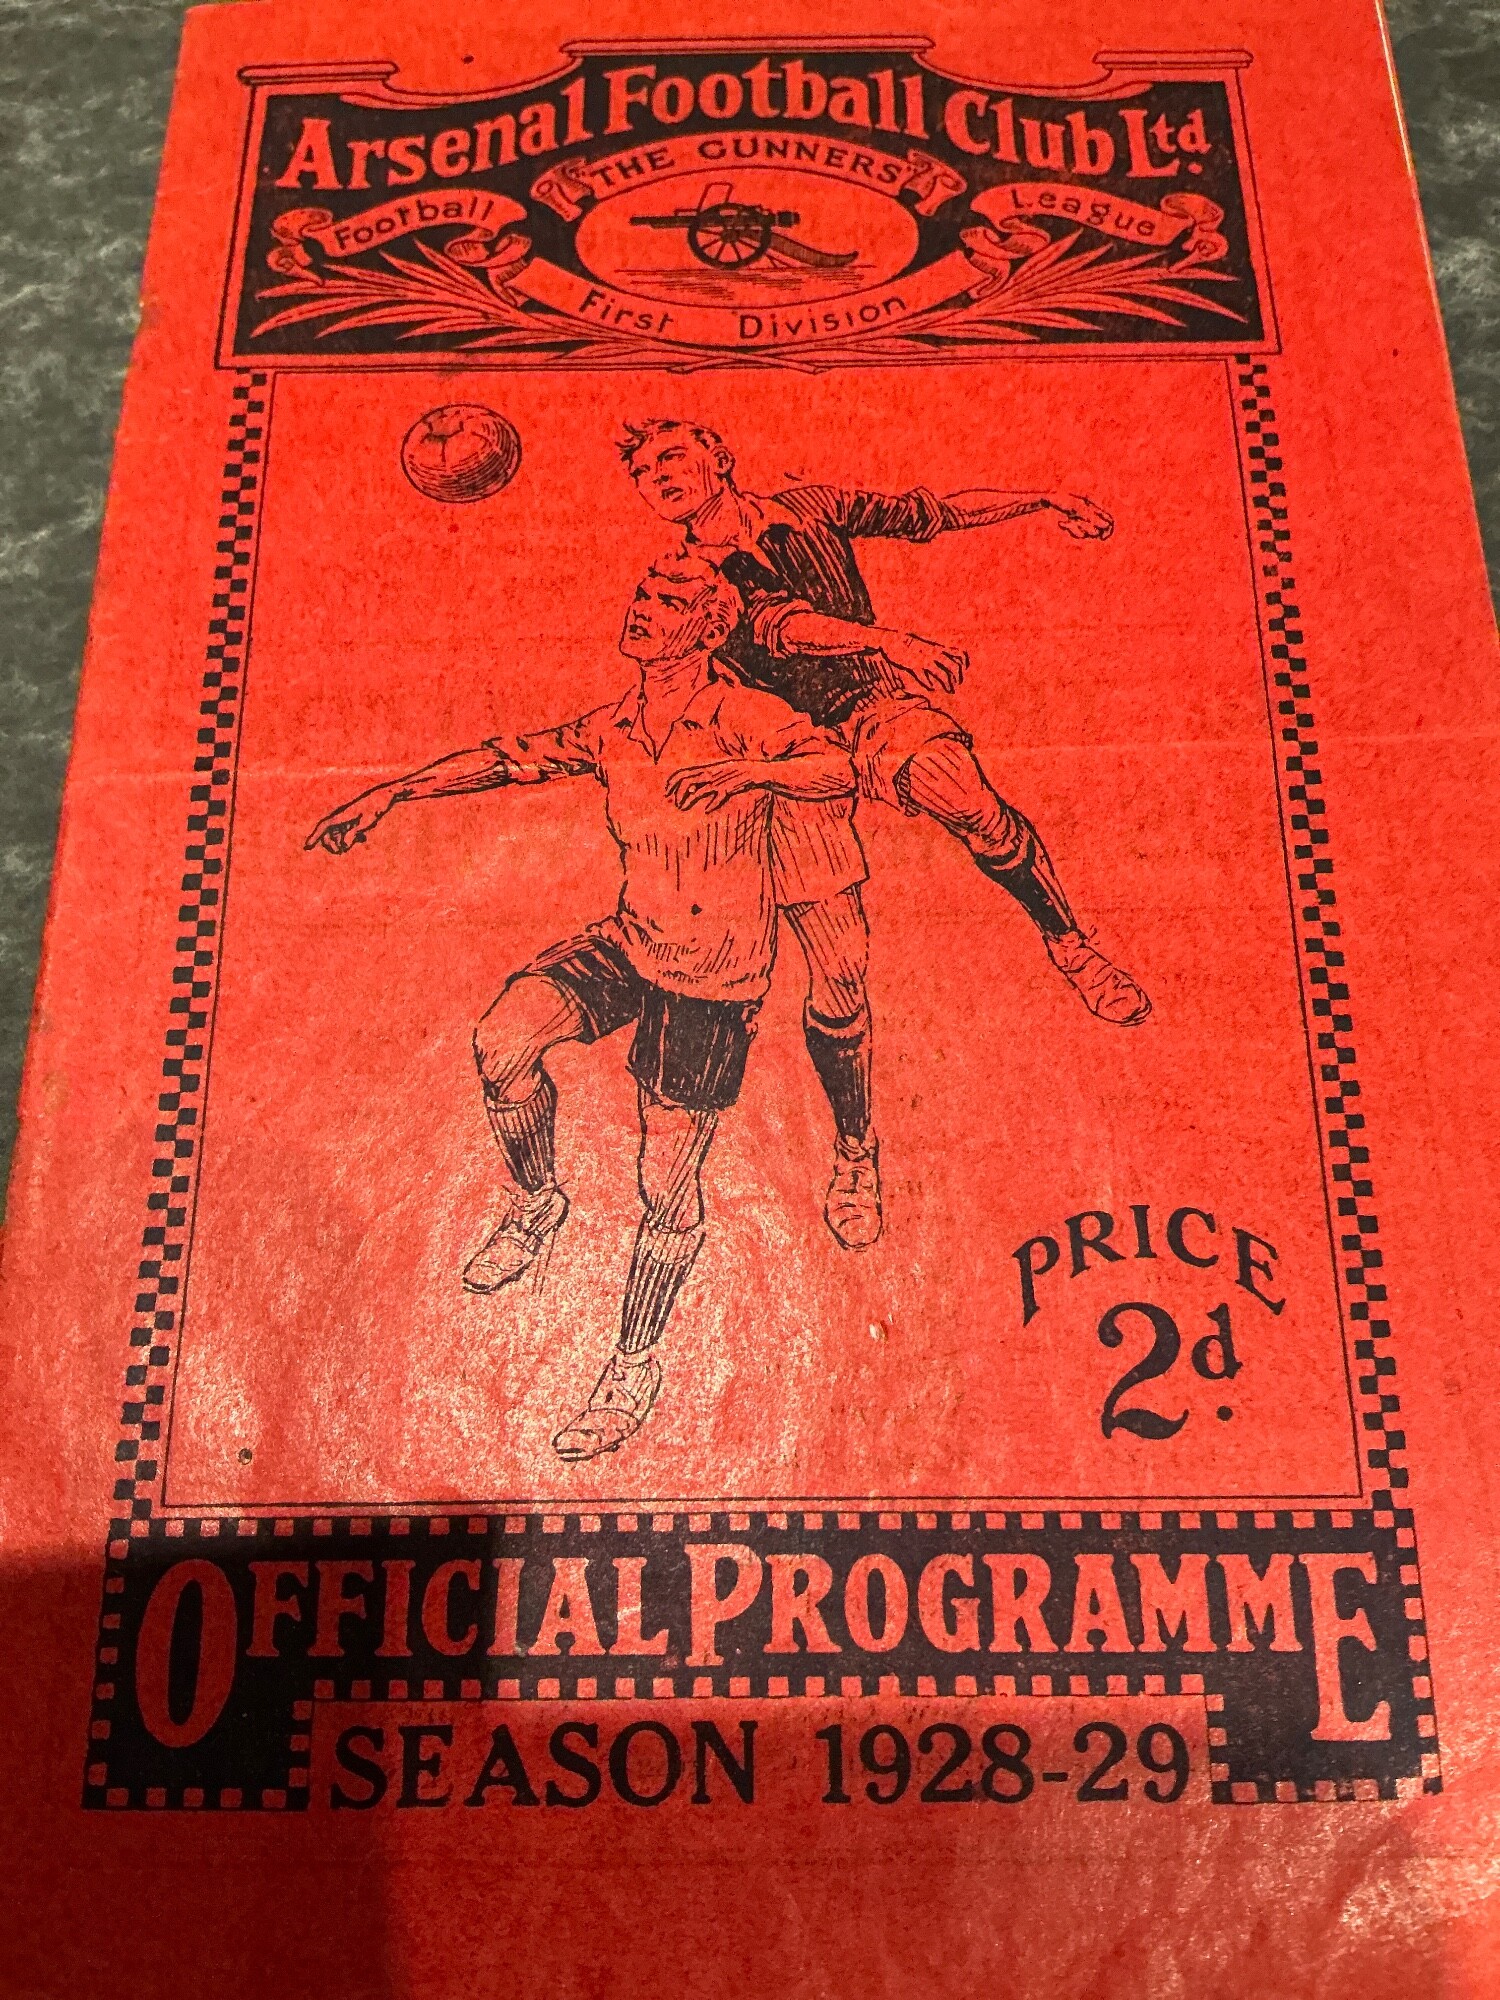 Arsenal Football Club Ltd.
"THE GUNNERS"
Football League
First Division
PRICE
2d.
OFFICIAL PROGRAMME
SEASON 1928-29